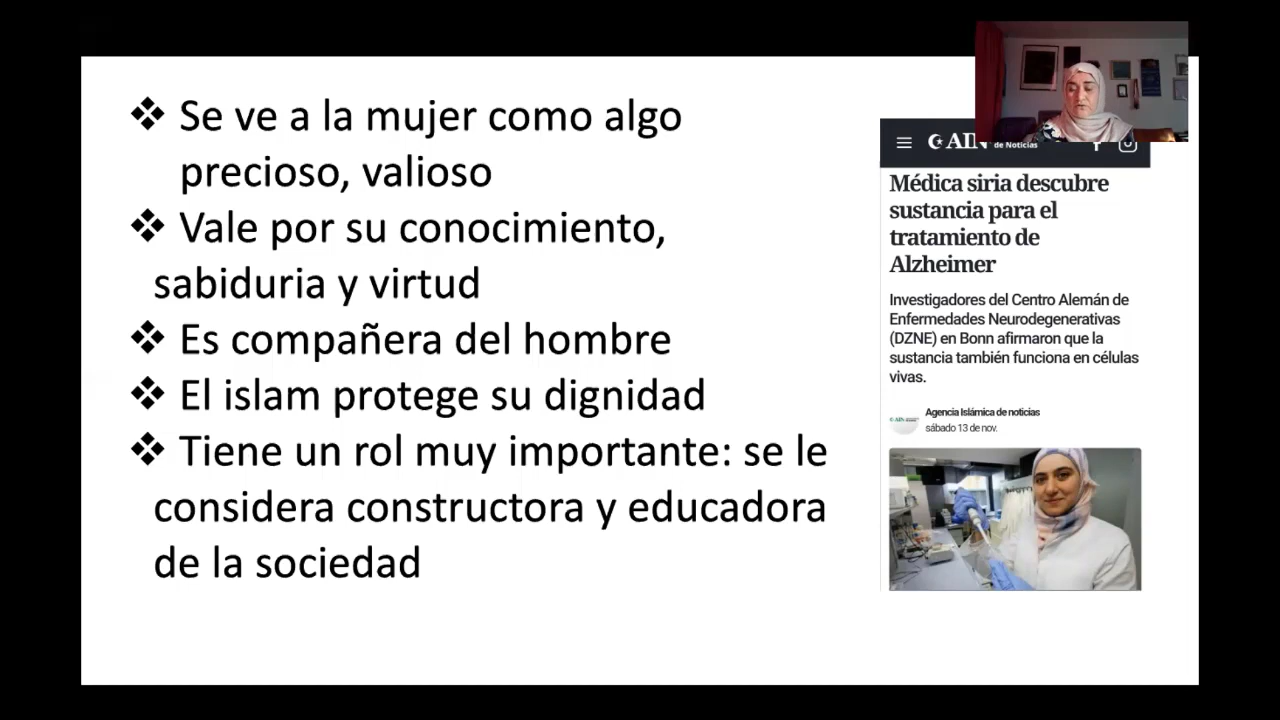 ❖ Se ve a la mujer como algo
precioso, valioso
❖ Vale por su conocimiento,
sabiduria y virtud
❖ Es compañera del hombre
❖ El islam protege su dignidad
❖ Tiene un rol muy importante: se le
considera constructora y educadora
de la sociedad
AIN de Noticias
Médica siria descubre
sustancia para el
tratamiento de
Alzheimer
Investigadores del Centro Alemán de
Enfermedades Neurodegenerativas
(DZNE) en Bonn afirmaron que la
sustancia también funciona en células
vivas.
Agencia Islámica de noticias
sábado 13 de nov.